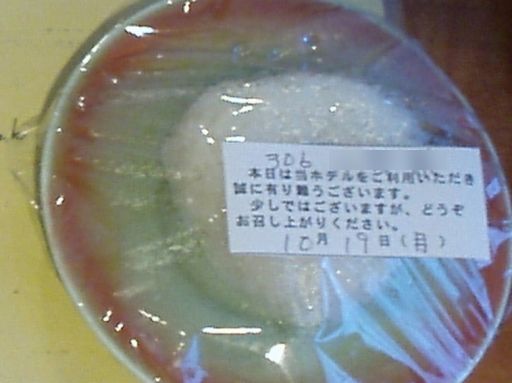 306
本日は当ホテルをご利用いただき
誠に有り難うございます。
少しではございますが、どうぞ
お召し上がりください。
10月 19日(月)